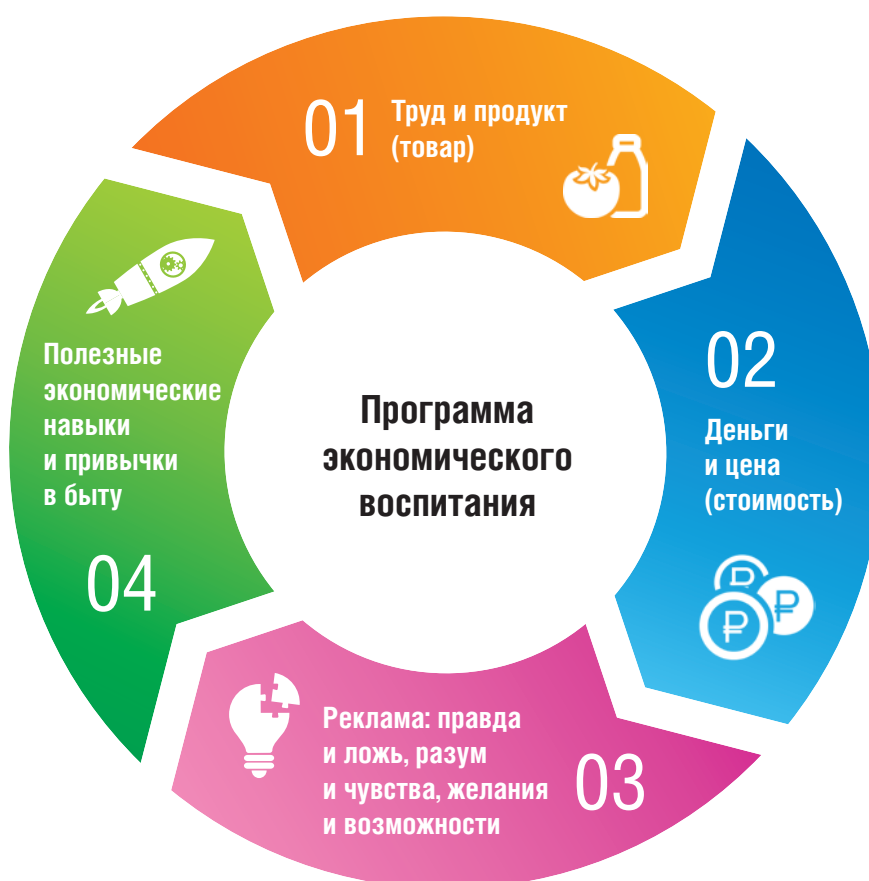 01
Труд и продукт
(товар)
02
Деньги
и цена
(стоимость)
Программа
экономического
воспитания
Реклама: правда
и ложь, разум
и чувства, желания
и возможности
03
Полезные
экономические
навыки
и привычки
в быту
04